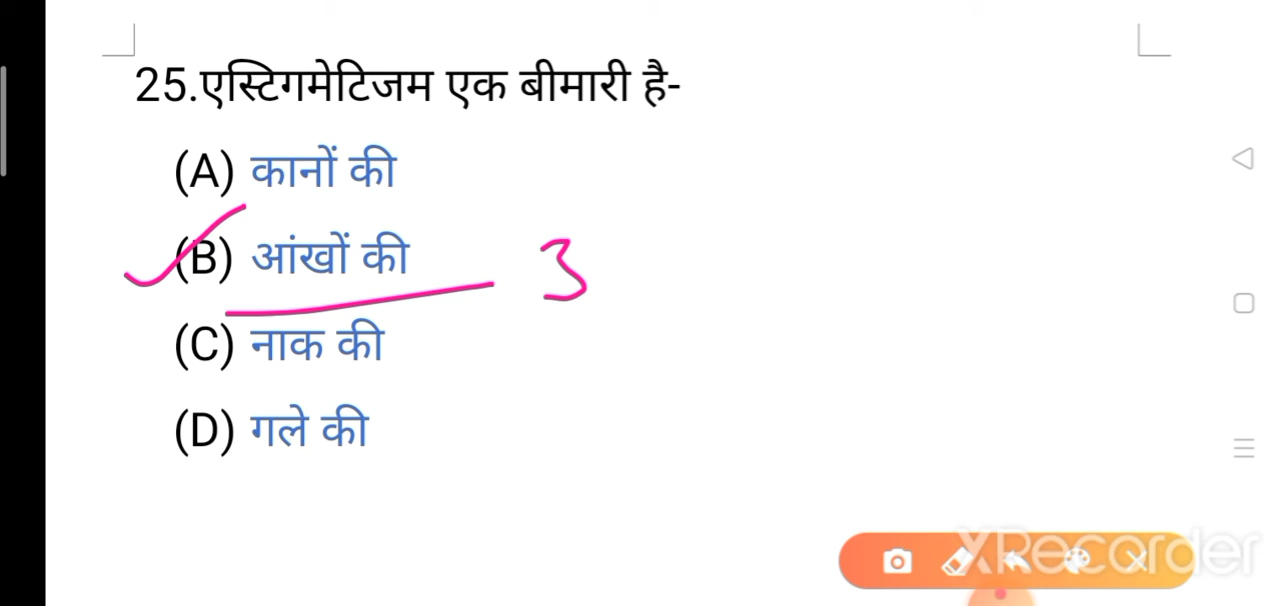 25.एस्टिगमेटिजम एक बीमारी है-
(A) कानों की
(B) आंखों की 3
(C) नाक की
(D) गले की
XRecorder